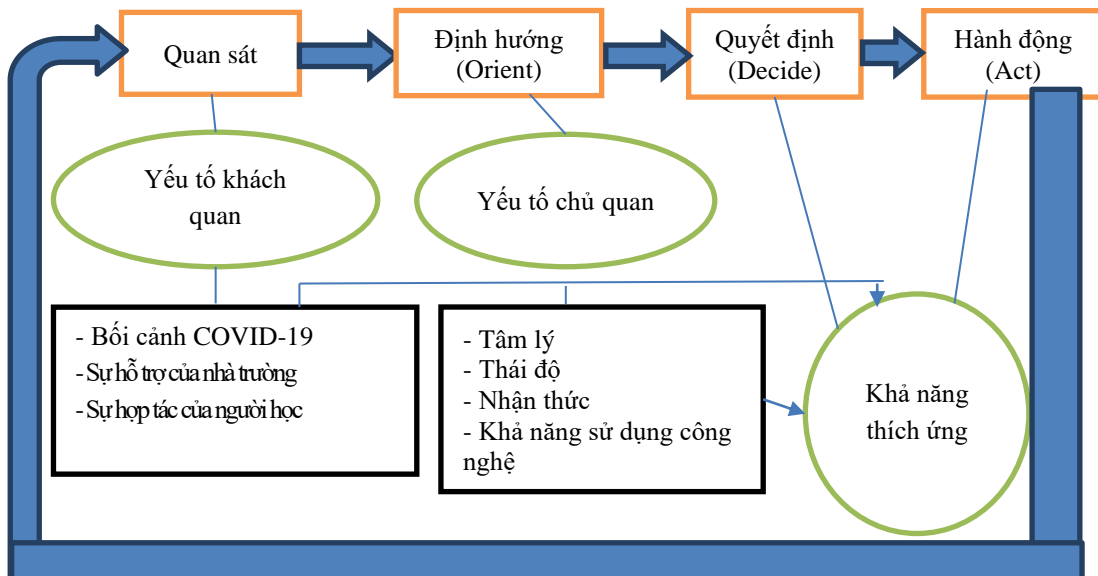 Quan sát
Định hướng
(Orient)
Quyết định
(Decide)
Hành động
(Act)
Yếu tố khách
quan
Yếu tố chủ quan
- Bối cảnh COVID-19
- Sự hỗ trợ của nhà trường
- Sự hợp tác của người học
- Tâm lý
- Thái độ
- Nhận thức
- Khả năng sử dụng công
nghệ
Khả năng
thích ứng